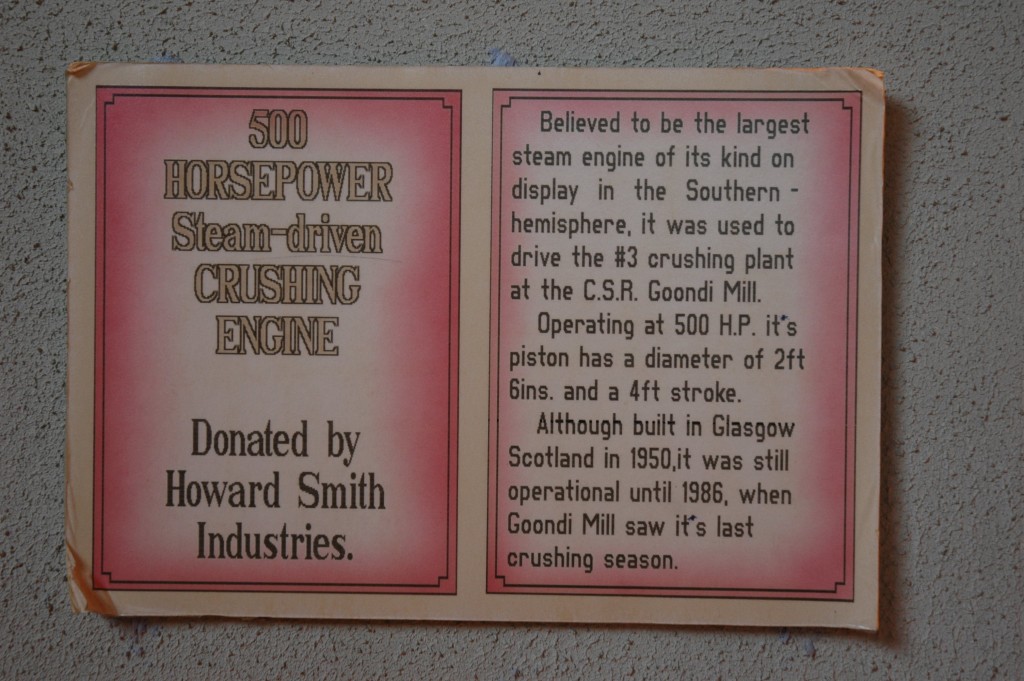 500
HORSEPOWER
Steam-driven
CRUSHING
ENGINE
Donated by
Howard Smith
Industries.
Believed to be the largest
steam engine of its kind on
display in the Southern -
hemisphere, it was used to
drive the #3 crushing plant
at the C.S.R. Goondi Mill.
Operating at 500 H.P. it's
piston has a diameter of 2ft
6ins. and a 4ft stroke.
Although built in Glasgow
Scotland in 1950,it was still
operational until 1986, when
Goondi Mill saw it's last
crushing season.